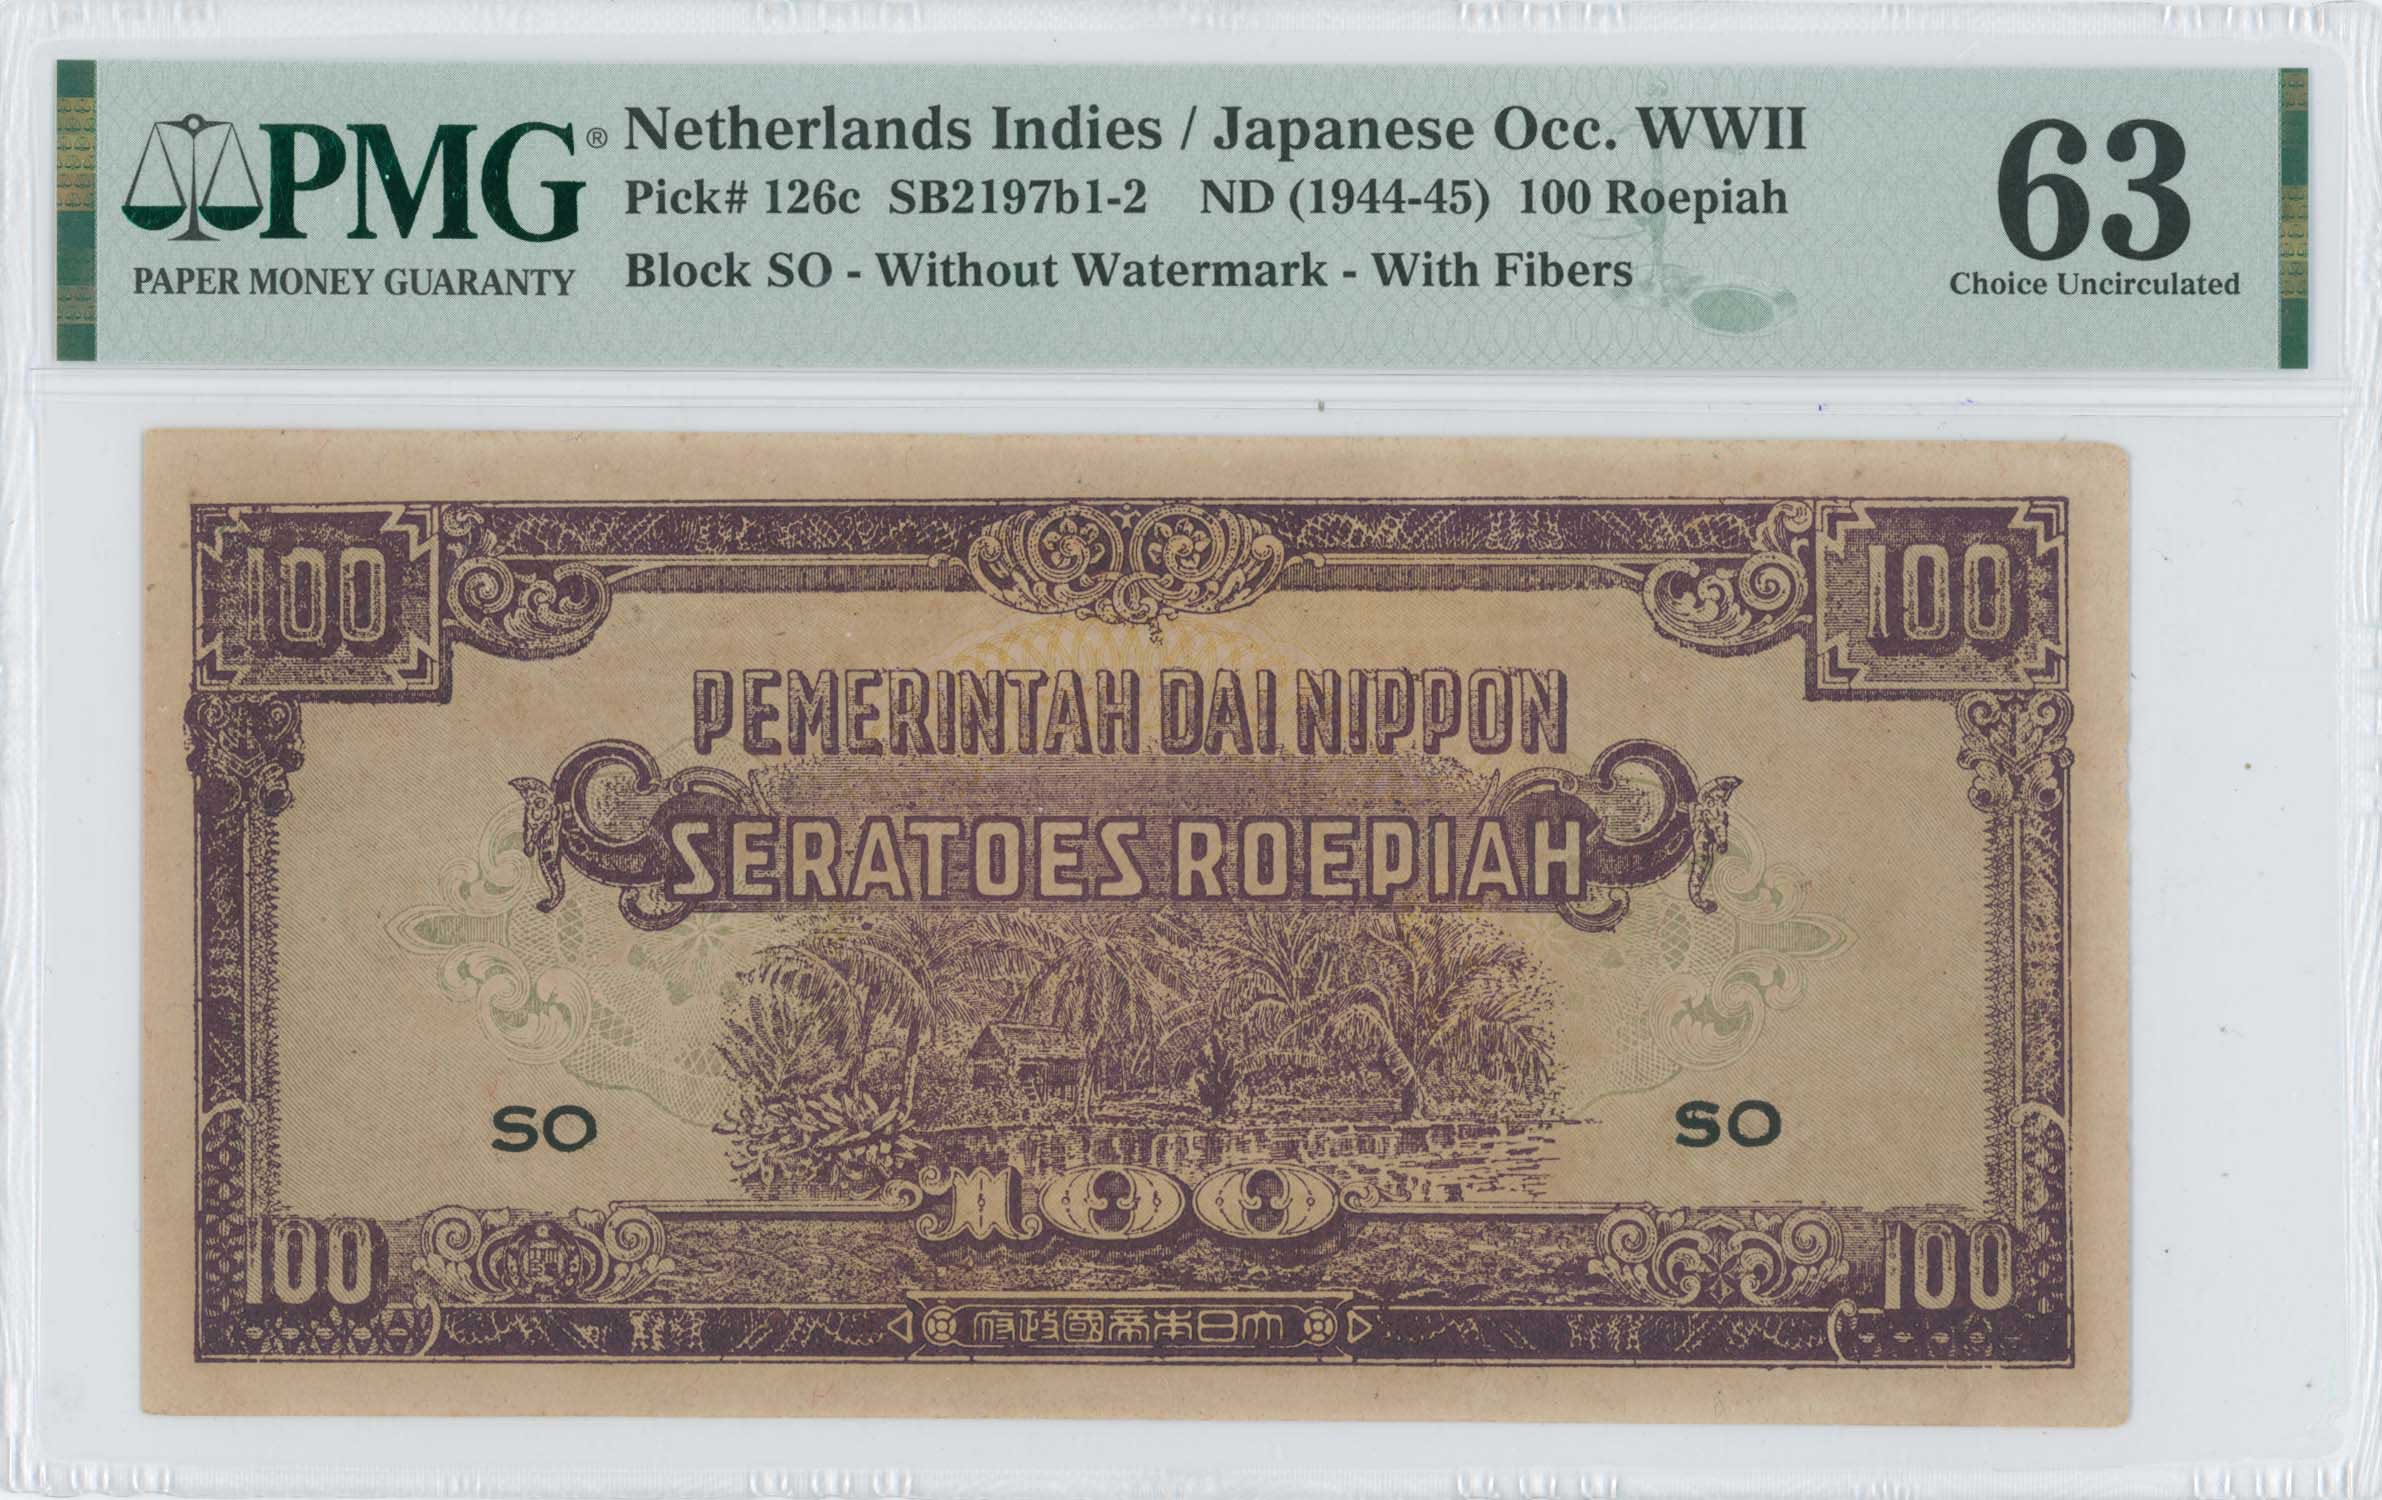 PMG®
PAPER MONEY GUARANTY
Netherlands Indies / Japanese Occ. WWII
Pick# 126c SB2197b1-2 ND (1944-45) 100 Roepiah
Block SO - Without Watermark - With Fibers
63
Choice Uncirculated
100
100
PEMERINTAH DAI NIPPON
SERATOES ROEPIAH
SO
SO
100
100
100
府政國帝本日大